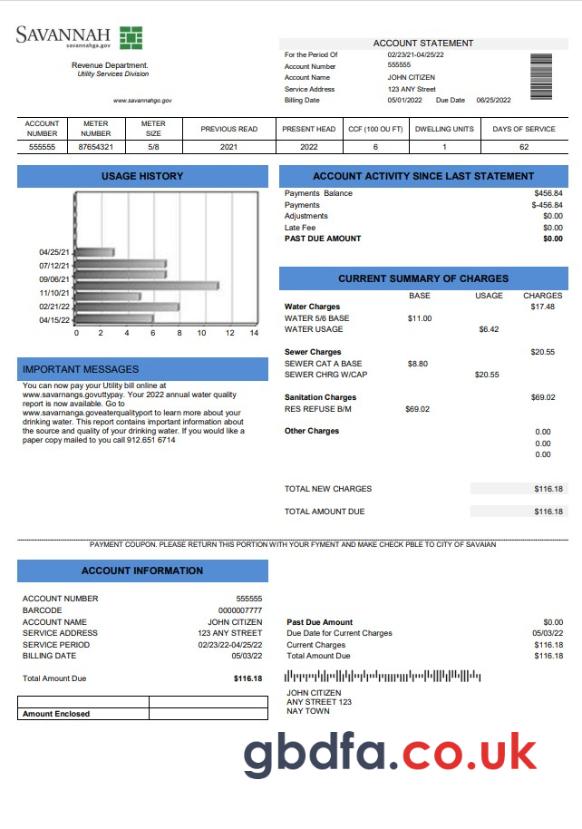 SAVANNAH
savannahga.gov
Revenue Department.
Utility Services Division
www.savannahgo.gov
ACCOUNT STATEMENT
For the Period Of 02/23/21-04/25/22
Account Number 555555
Account Name JOHN CITIZEN
Service Address 123 ANY Street
Billing Date 05/01/2022 Due Date 06/25/2022
ACCOUNT NUMBER METER NUMBER METER SIZE PREVIOUS READ PRESENT HEAD CCF (100 OU FT) DWELLING UNITS DAYS OF SERVICE
555555 87654321 5/8 2021 2022 6 1 62
USAGE HISTORY
04/25/21
07/12/21
09/06/21
11/10/21
02/21/22
04/15/22
0 2 4 6 8 10 12 14
IMPORTANT MESSAGES
You can now pay your Utility bill online at
www.savarnangs.govuttypay. Your 2022 annual water quality
report is now available. Go to
www.savarnanga.goveaterqualityport to learn more about your
drinking water. This report contains important information about
the source and quality of your drinking water. If you would like a
paper copy mailed to you call 912.651 6714
ACCOUNT ACTIVITY SINCE LAST STATEMENT
Payments Balance $456.84
Payments $-456.84
Adjustments $0.00
Late Fee $0.00
PAST DUE AMOUNT $0.00
CURRENT SUMMARY OF CHARGES
BASE USAGE CHARGES
Water Charges $17.48
WATER 5/6 BASE $11.00
WATER USAGE $6.42
Sewer Charges $20.55
SEWER CAT A BASE $8.80
SEWER CHRG W/CAP $20.55
Sanitation Charges $69.02
RES REFUSE B/M $69.02
Other Charges 0.00
0.00
0.00
TOTAL NEW CHARGES $116.18
TOTAL AMOUNT DUE $116.18
PAYMENT COUPON. PLEASE RETURN THIS PORTION WITH YOUR FYMENT AND MAKE CHECK PBLE TO CITY OF SAVAIAN
ACCOUNT INFORMATION
ACCOUNT NUMBER 555555
BARCODE 0000007777
ACCOUNT NAME JOHN CITIZEN
SERVICE ADDRESS 123 ANY STREET
SERVICE PERIOD 02/23/22-04/25/22
BILLING DATE 05/03/22
Total Amount Due $116.18
Amount Enclosed
Past Due Amount $0.00
Due Date for Current Charges 05/03/22
Current Charges $116.18
Total Amount Due $116.18
JOHN CITIZEN
ANY STREET 123
NAY TOWN
gbdfa.co.uk